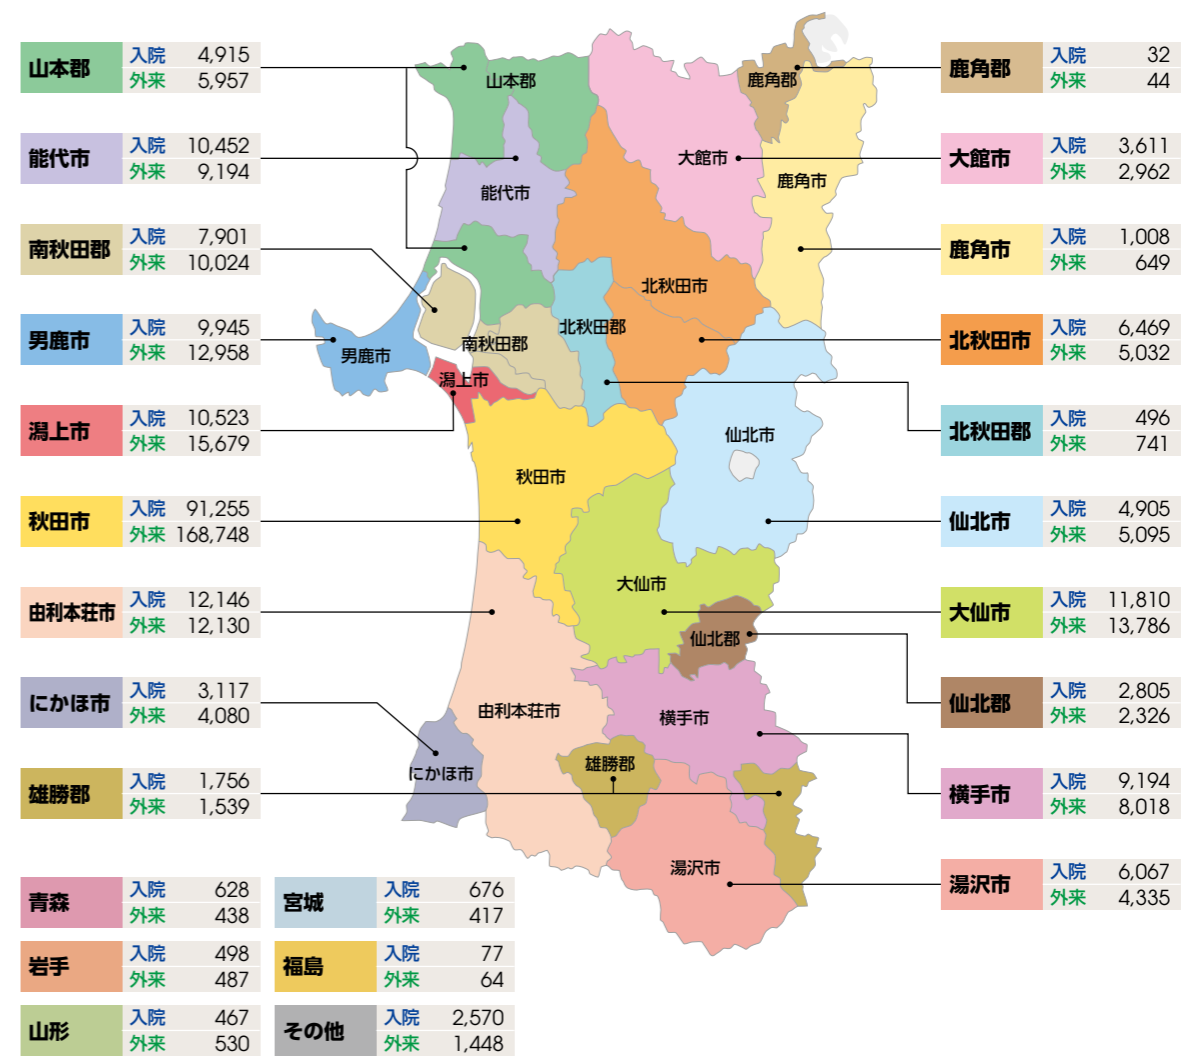 山本郡
入院 4,915
外来 5,957
能代市
入院 10,452
外来 9,194
南秋田郡
入院 7,901
外来 10,024
男鹿市
入院 9,945
外来 12,958
潟上市
入院 10,523
外来 15,679
秋田市
入院 91,255
外来 168,748
由利本荘市
入院 12,146
外来 12,130
にかほ市
入院 3,117
外来 4,080
雄勝郡
入院 1,756
外来 1,539
山本郡
鹿角郡
大館市
鹿角市
能代市
北秋田市
北秋田郡
南秋田郡
男鹿市
潟上市
仙北市
秋田市
大仙市
仙北郡
由利本荘市
横手市
雄勝郡
にかほ市
湯沢市
鹿角郡
入院 32
外来 44
大館市
入院 3,611
外来 2,962
鹿角市
入院 1,008
外来 649
北秋田市
入院 6,469
外来 5,032
北秋田郡
入院 496
外来 741
仙北市
入院 4,905
外来 5,095
大仙市
入院 11,810
外来 13,786
仙北郡
入院 2,805
外来 2,326
横手市
入院 9,194
外来 8,018
湯沢市
入院 6,067
外来 4,335
青森
入院 628
外来 438
岩手
入院 498
外来 487
山形
入院 467
外来 530
宮城
入院 676
外来 417
福島
入院 77
外来 64
その他
入院 2,570
外来 1,448